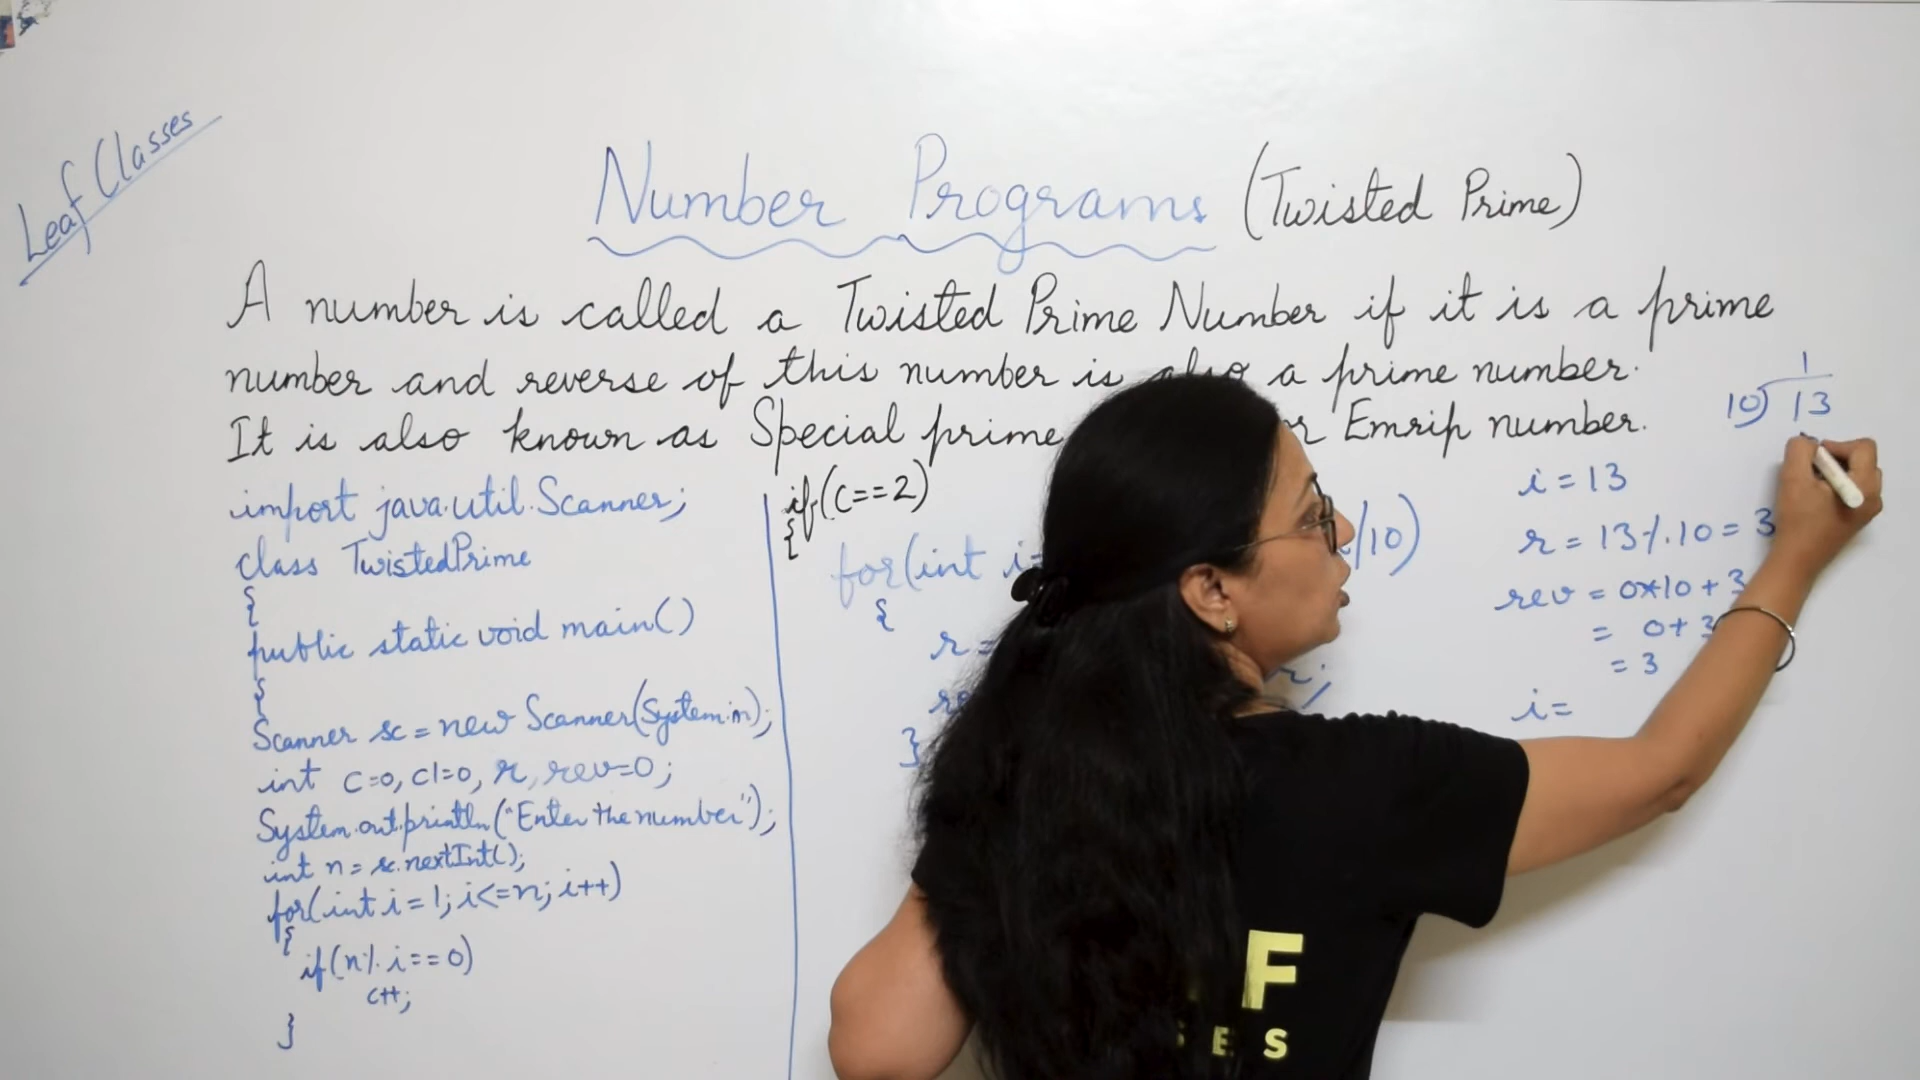 Leaf Classes
Number Programs (Twisted Prime)
A number is called a Twisted Prime Number if it is a prime
number and reverse of this number is also a prime number.
It is also known as Special prime or Emrip number.
import java.util.Scanner;
class TwistedPrime
{
public static void main()
{
Scanner sc = new Scanner(System.in);
int c=0, c1=0, r, rev=0;
System.out.println("Enter the number");
int n = sc.nextInt();
for(int i=1; i<=n; i++)
{
if(n% i==0)
c++;
}
if(c==2)
{
for(int i= /10)
{
r= 
r;
}
1
10) 13
i=13
r = 13%10 = 3
rev = 0*10+3
= 0+3
= 3
i=
F
ES